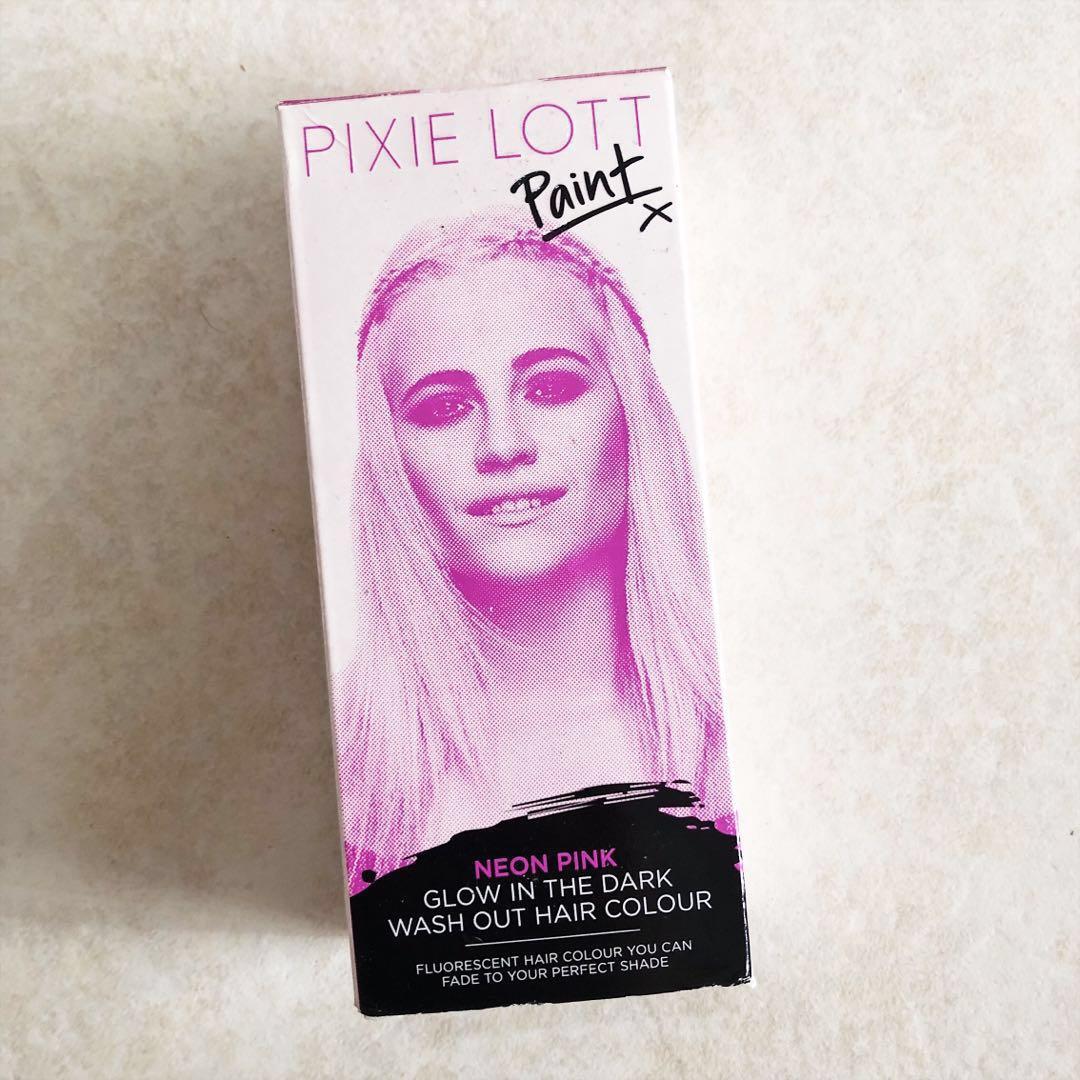 PIXIE LOTT
Paint
x
NEON PINK
GLOW IN THE DARK
WASH OUT HAIR COLOUR
FLUORESCENT HAIR COLOUR YOU CAN
FADE TO YOUR PERFECT SHADE